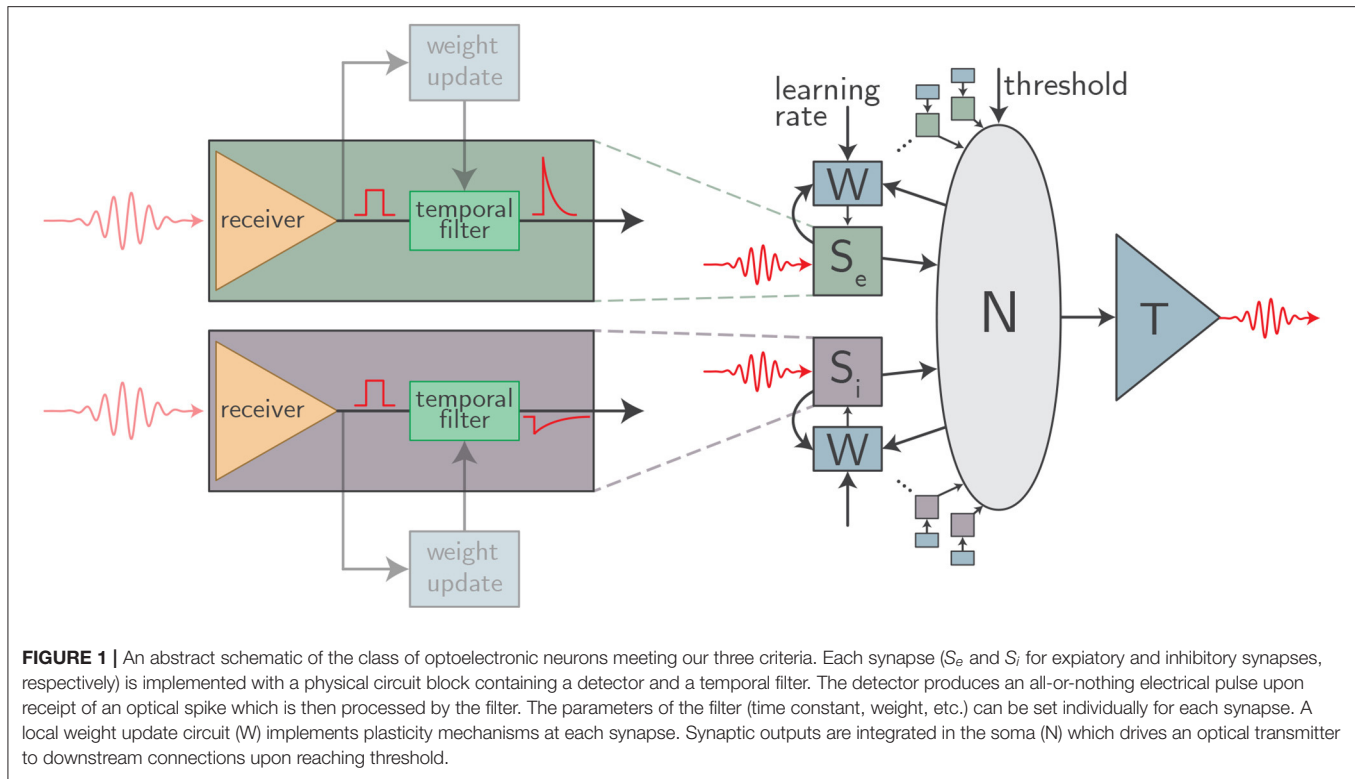 weight
update
learning
rate
threshold
receiver
temporal
filter
W
S_e
N
T
receiver
temporal
filter
S_i
W
weight
update
FIGURE 1 | An abstract schematic of the class of optoelectronic neurons meeting our three criteria. Each synapse (S_e and S_i for expiatory and inhibitory synapses,
respectively) is implemented with a physical circuit block containing a detector and a temporal filter. The detector produces an all-or-nothing electrical pulse upon
receipt of an optical spike which is then processed by the filter. The parameters of the filter (time constant, weight, etc.) can be set individually for each synapse. A
local weight update circuit (W) implements plasticity mechanisms at each synapse. Synaptic outputs are integrated in the soma (N) which drives an optical transmitter
to downstream connections upon reaching threshold.